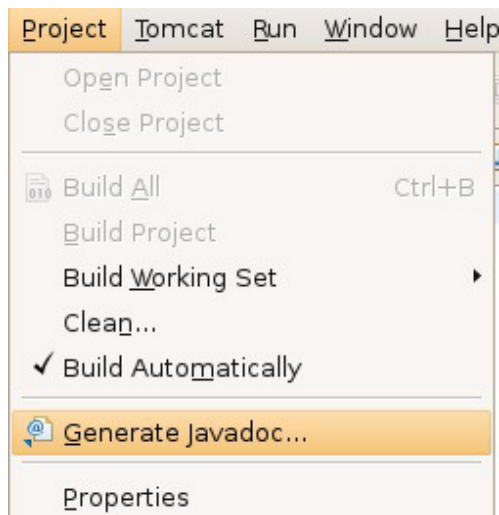 Project Tomcat Run Window Help
Open Project
Close Project
Build All Ctrl+B
Build Project
Build Working Set
Clean...
Build Automatically
Generate Javadoc...
Properties